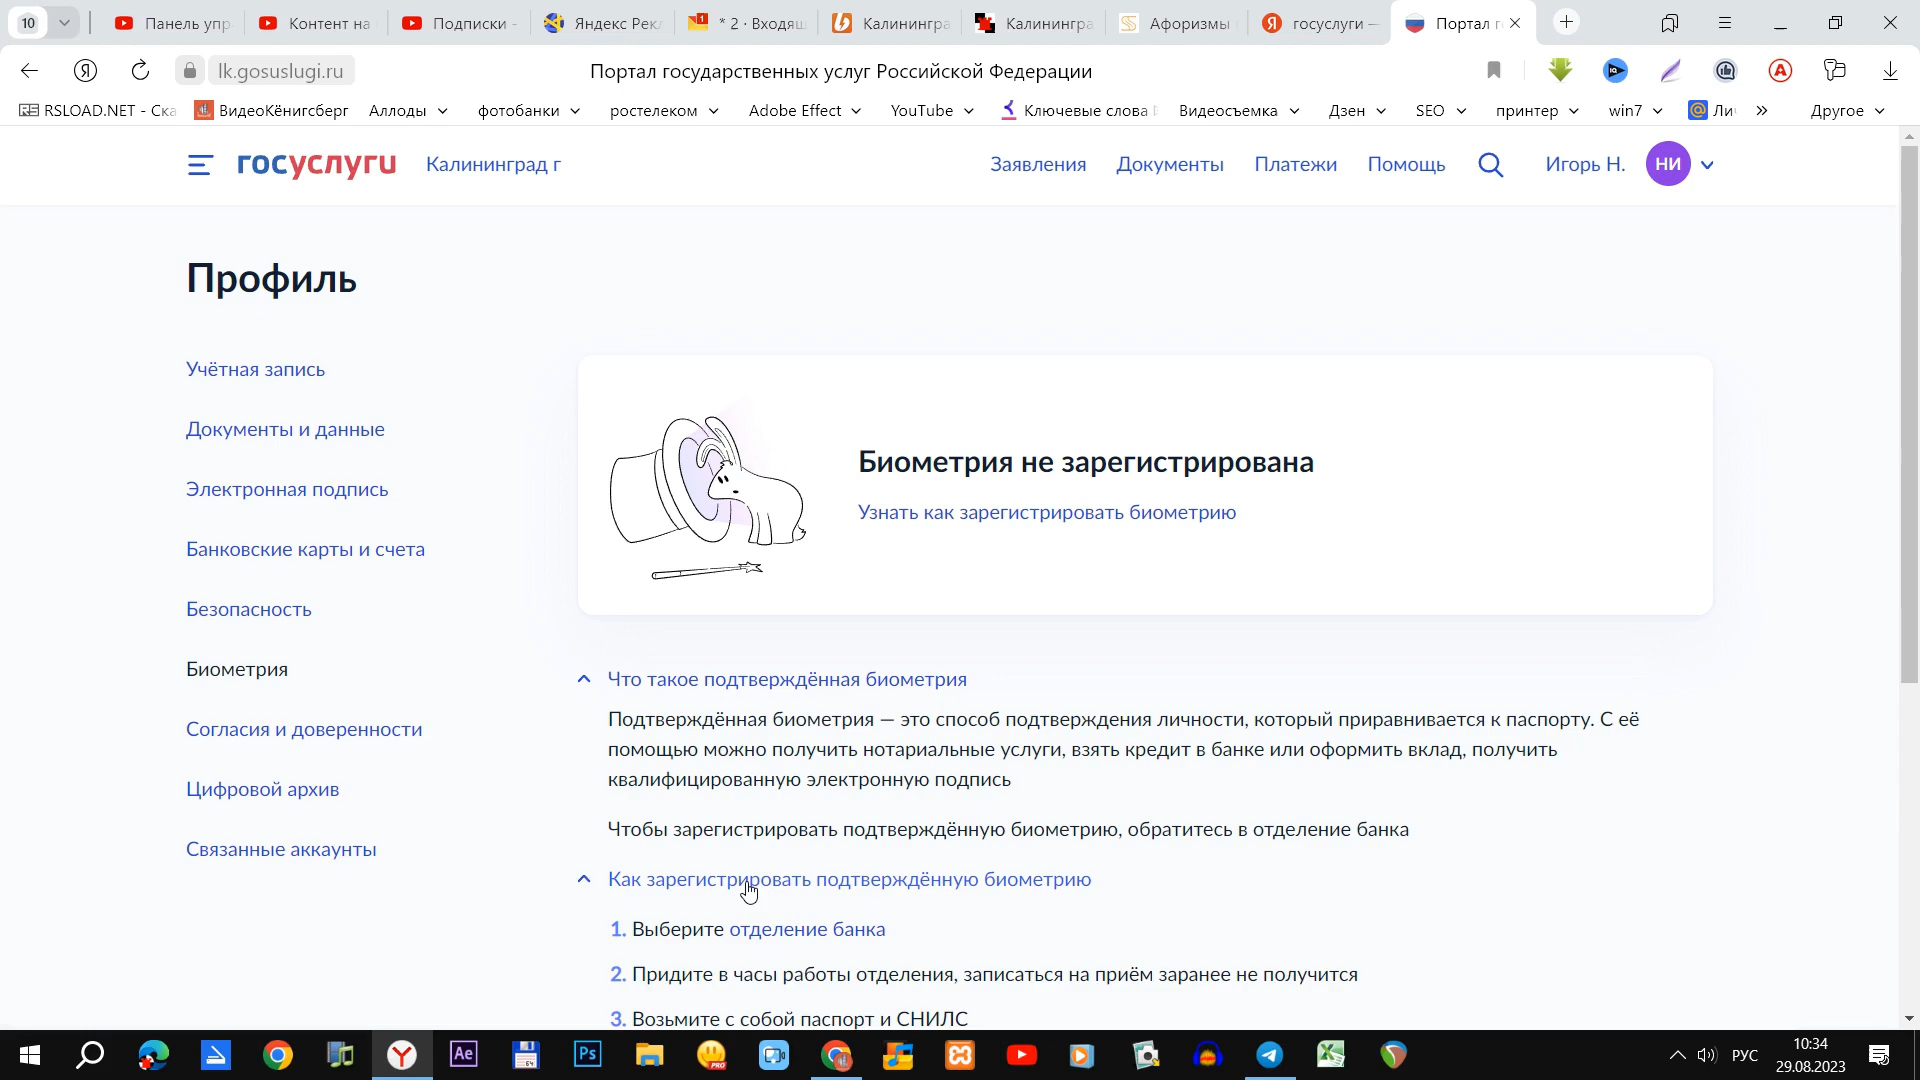 10
Панель упр
Контент на
Подписки -
Яндекс Рекл
* 2 · Входящ
Калинингра
Калинингра
Афоризмы
госуслуги —
Портал г
lk.gosuslugi.ru
Портал государственных услуг Российской Федерации
RSLOAD.NET - Ска
ВидеоКёнигсберг
Аллоды
фотобанки
ростелеком
Adobe Effect
YouTube
Ключевые слова
Видеосъемка
Дзен
SEO
принтер
win7
Ли
Другое
госуслуги
Калининград г
Заявления
Документы
Платежи
Помощь
Игорь Н.
НИ
Профиль
Учётная запись
Документы и данные
Электронная подпись
Банковские карты и счета
Безопасность
Биометрия
Согласия и доверенности
Цифровой архив
Связанные аккаунты
Биометрия не зарегистрирована
Узнать как зарегистрировать биометрию
Что такое подтверждённая биометрия
Подтверждённая биометрия — это способ подтверждения личности, который приравнивается к паспорту. С её
помощью можно получить нотариальные услуги, взять кредит в банке или оформить вклад, получить
квалифицированную электронную подпись
Чтобы зарегистрировать подтверждённую биометрию, обратитесь в отделение банка
Как зарегистрировать подтверждённую биометрию
1. Выберите отделение банка
2. Придите в часы работы отделения, записаться на приём заранее не получится
3. Возьмите с собой паспорт и СНИЛС
Ae
64
Ps
PRO
РУС
10:34
29.08.2023